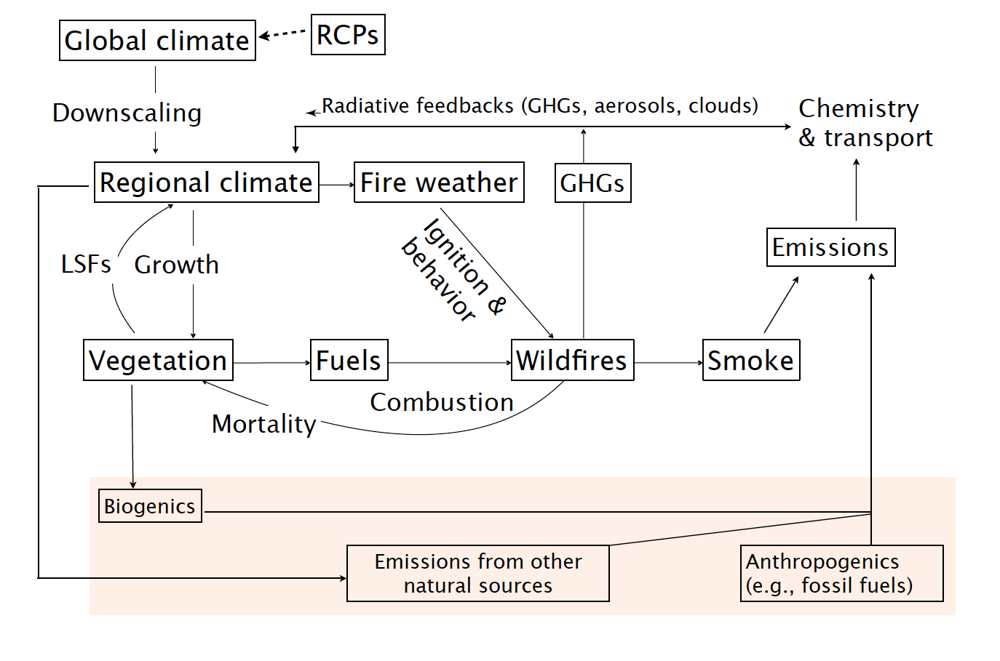 Global climate
RCPs
Downscaling
Radiative feedbacks (GHGs, aerosols, clouds)
Chemistry
& transport
Regional climate
Fire weather
GHGs
Ignition &
behavior
Emissions
LSFs
Growth
Vegetation
Fuels
Wildfires
Smoke
Combustion
Mortality
Biogenics
Emissions from other
natural sources
Anthropogenics
(e.g., fossil fuels)